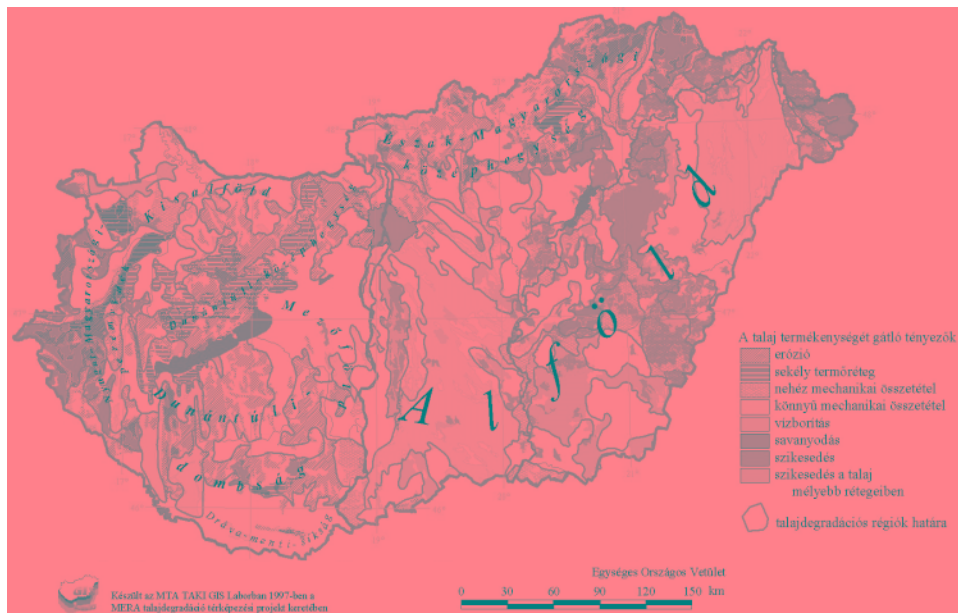 Észak-Magyarországi-
középhegység
Kisalföld
Dunántúli-középhegység
Mezőföld
Alföld
Dunántúli-
dombság
Dráva-menti-síkság
A talaj termékenységét gátló tényezők
erózió
sekély termőréteg
nehéz mechanikai összetétel
könnyű mechanikai összetétel
vízborítás
savanyodás
szikesedés
szikesedés a talaj
mélyebb rétegeiben
talajdegradációs régiók határa
Egységes Országos Vetület
0 30 60 90 120 150 km
Készült az MTA TAKI GIS Laborban 1997-ben a
MERA talajdegradáció térképezési projekt keretében